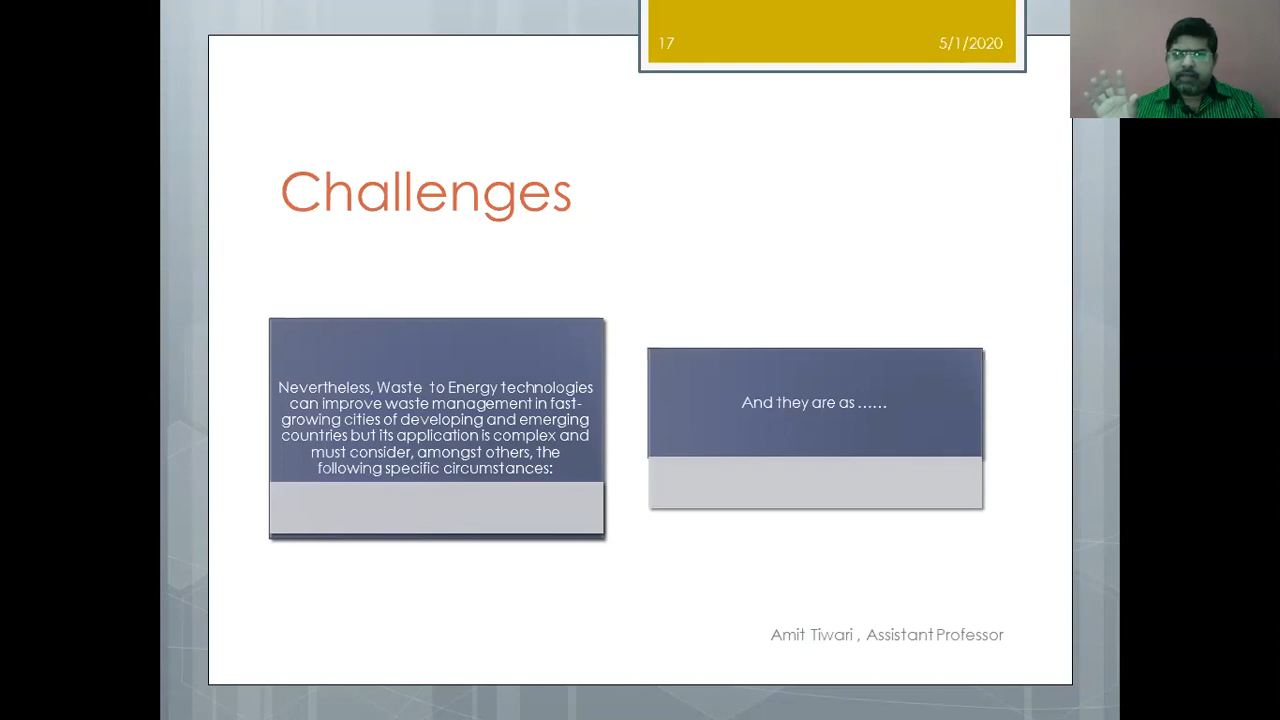 17
5/1/2020
Challenges
Nevertheless, Waste to Energy technologies
can improve waste management in fast-
growing cities of developing and emerging
countries but its application is complex and
must consider, amongst others, the
following specific circumstances:
And they are as ......
Amit Tiwari , Assistant Professor